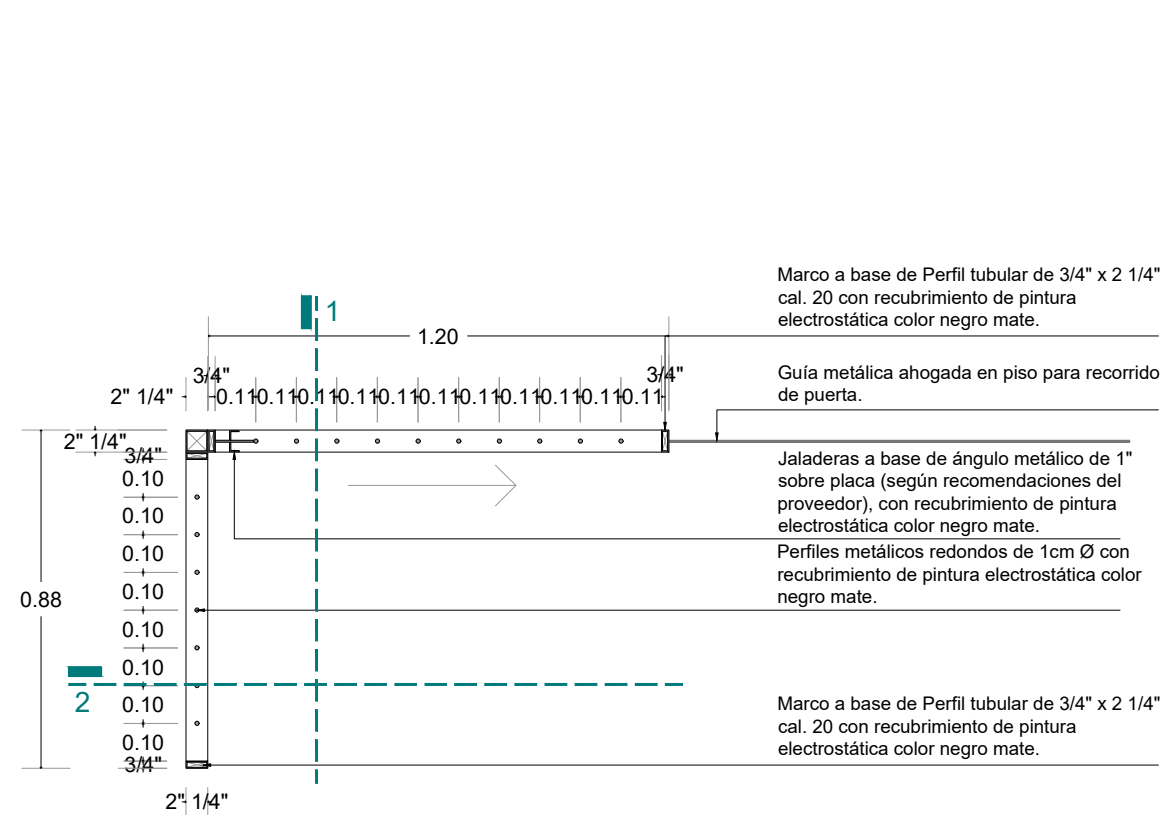 Marco a base de Perfil tubular de 3/4" x 2 1/4"
cal. 20 con recubrimiento de pintura
electrostática color negro mate.
1
1.20
Guía metálica ahogada en piso para recorrido
de puerta.
3/4"
3/4"
2" 1/4"
0.11 0.11 0.11 0.11 0.11 0.11 0.11 0.11 0.11 0.11 0.11
2" 1/4"
3/4"
Jaladeras a base de ángulo metálico de 1"
sobre placa (según recomendaciones del
proveedor), con recubrimiento de pintura
electrostática color negro mate.
0.10
0.10
0.10
0.10
0.10
0.10
0.10
0.10
3/4"
0.88
Perfiles metálicos redondos de 1cm Ø con
recubrimiento de pintura electrostática color
negro mate.
2
Marco a base de Perfil tubular de 3/4" x 2 1/4"
cal. 20 con recubrimiento de pintura
electrostática color negro mate.
2" 1/4"